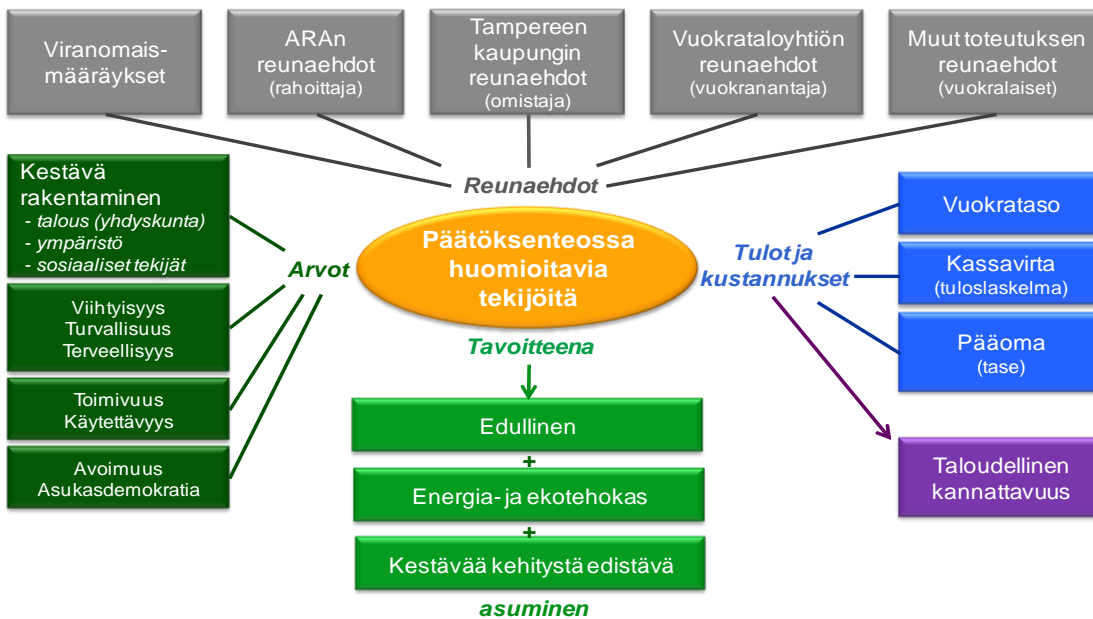 Viranomais-
määräykset
ARAn
reunaehdot
(rahoittaja)
Tampereen
kaupungin
reunaehdot
(omistaja)
Vuokrataloyhtiön
reunaehdot
(vuokranantaja)
Muut toteutuksen
reunaehdot
(vuokralaiset)
Reunaehdot
Kestävä
rakentaminen
- talous (yhdyskunta)
- ympäristö
- sosiaaliset tekijät
Viihtyisyys
Turvallisuus
Terveellisyys
Toimivuus
Käytettävyys
Avoimuus
Asukasdemokratia
Arvot
Päätöksenteossa
huomioitavia
tekijöitä
Tulot ja
kustannukset
Vuokrataso
Kassavirta
(tuloslaskelma)
Pääoma
(tase)
Taloudellinen
kannattavuus
Tavoitteena
Edullinen
+
Energia- ja ekotehokas
+
Kestävää kehitystä edistävä
asuminen